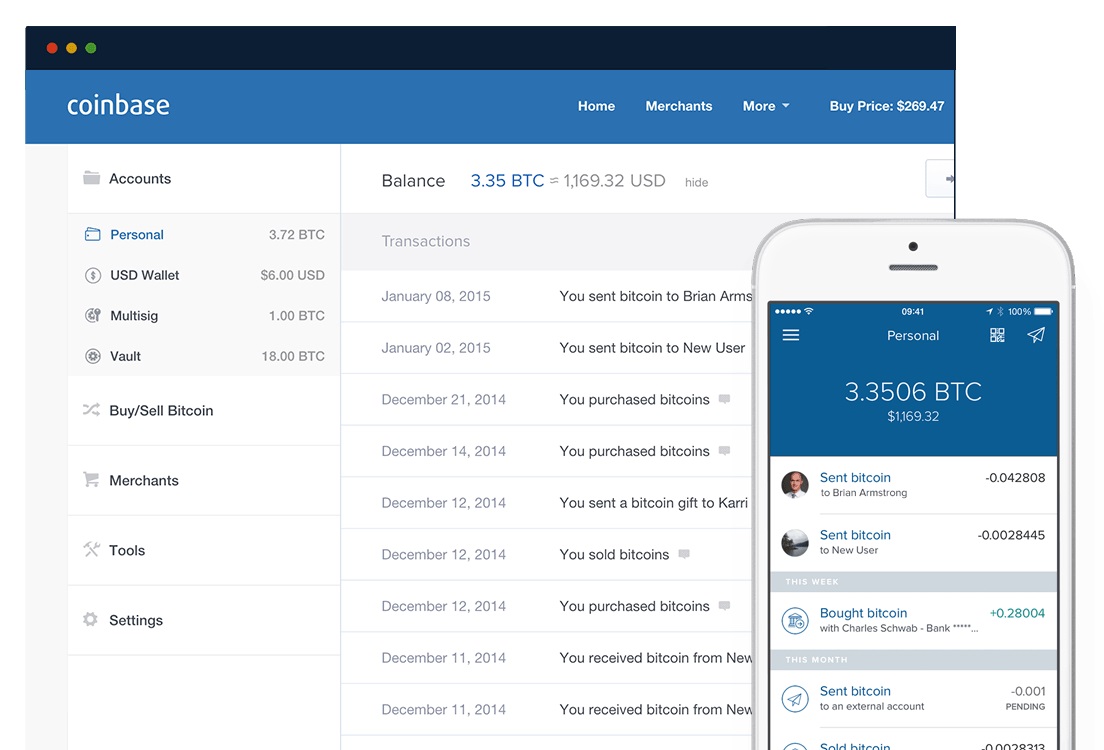 coinbase
Home Merchants More Buy Price: $269.47
Accounts
Personal 3.72 BTC
USD Wallet $6.00 USD
Multisig 1.00 BTC
Vault 18.00 BTC
Buy/Sell Bitcoin
Merchants
Tools
Settings
Balance 3.35 BTC ≈ 1,169.32 USD hide
Transactions
January 08, 2015 You sent bitcoin to Brian Arms
January 02, 2015 You sent bitcoin to New User
December 21, 2014 You purchased bitcoins
December 14, 2014 You purchased bitcoins
December 12, 2014 You sent a bitcoin gift to Karri
December 12, 2014 You sold bitcoins
December 12, 2014 You purchased bitcoins
December 11, 2014 You received bitcoin from New
December 11, 2014 You received bitcoin from New
09:41 100%
Personal
3.3506 BTC
$1,169.32
Sent bitcoin -0.042808
to Brian Armstrong
Sent bitcoin -0.0028445
to New User
THIS WEEK
Bought bitcoin +0.28004
with Charles Schwab - Bank *****...
THIS MONTH
Sent bitcoin -0.001
to an external account PENDING
Sold bitcoin -0.0028313